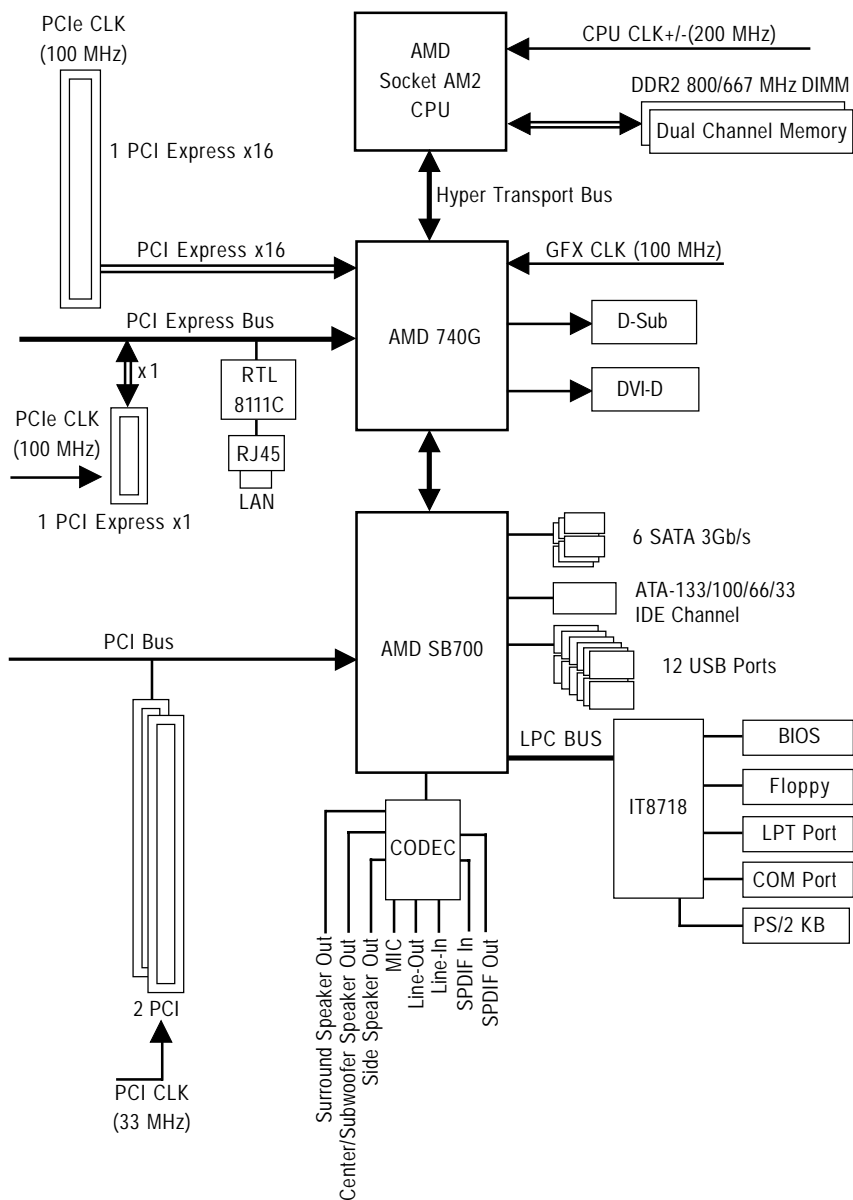 PCIe CLK
(100 MHz)
AMD
Socket AM2
CPU
CPU CLK+/-(200 MHz)
DDR2 800/667 MHz DIMM
Dual Channel Memory
1 PCI Express x16
Hyper Transport Bus
PCI Express x16
GFX CLK (100 MHz)
PCI Express Bus
AMD 740G
D-Sub
x1
RTL
8111C
DVI-D
PCIe CLK
(100 MHz)
RJ45
LAN
1 PCI Express x1
6 SATA 3Gb/s
ATA-133/100/66/33
IDE Channel
PCI Bus
AMD SB700
12 USB Ports
LPC BUS
BIOS
IT8718
Floppy
LPT Port
CODEC
COM Port
PS/2 KB
Surround Speaker Out
Center/Subwoofer Speaker Out
Side Speaker Out
MIC
Line-Out
Line-In
SPDIF In
SPDIF Out
2 PCI
PCI CLK
(33 MHz)